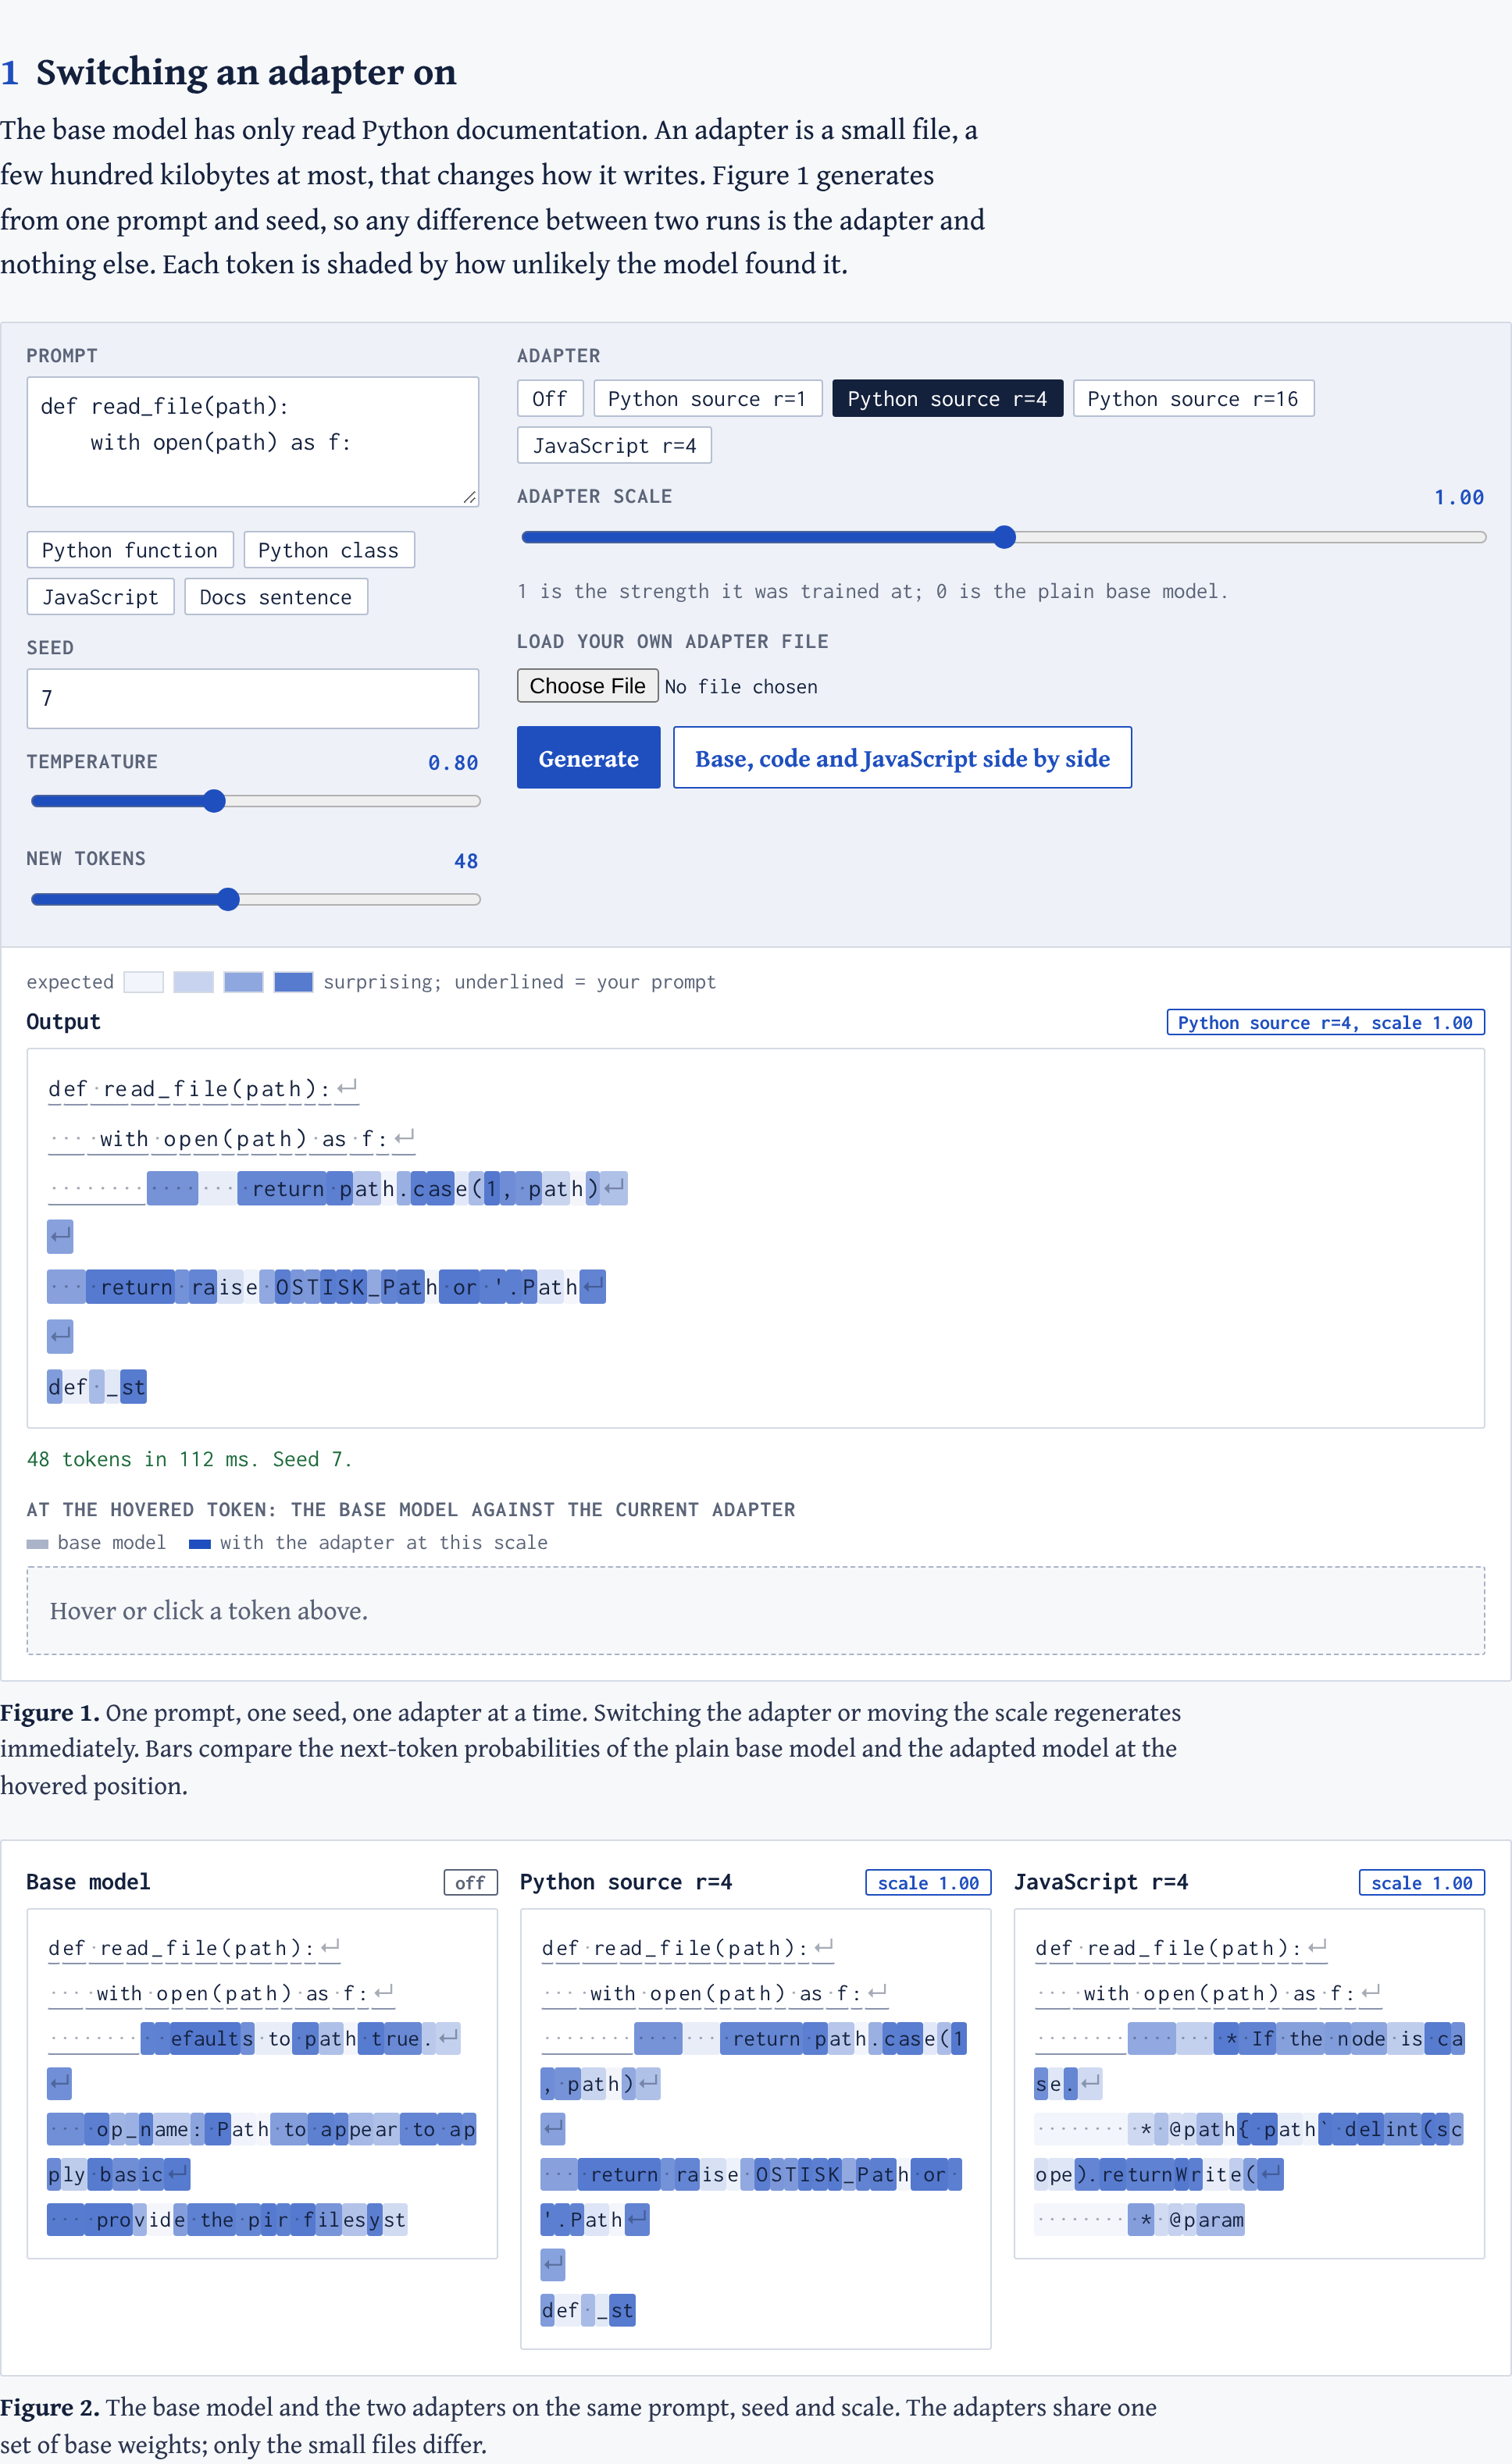 1 Switching an adapter on
The base model has only read Python documentation. An adapter is a small file, a
few hundred kilobytes at most, that changes how it writes. Figure 1 generates
from one prompt and seed, so any difference between two runs is the adapter and
nothing else. Each token is shaded by how unlikely the model found it.
PROMPT
def read_file(path):
    with open(path) as f:
Python function
Python class
JavaScript
Docs sentence
SEED
7
TEMPERATURE 0.80
NEW TOKENS 48
ADAPTER
Off
Python source r=1
Python source r=4
Python source r=16
JavaScript r=4
ADAPTER SCALE 1.00
1 is the strength it was trained at; 0 is the plain base model.
LOAD YOUR OWN ADAPTER FILE
Choose File No file chosen
Generate
Base, code and JavaScript side by side
expected surprising; underlined = your prompt
Output
Python source r=4, scale 1.00
def·read_file(path):↵
····with·open(path)·as·f:↵
················return·path.case(1,·path)↵
↵
····return·raise·OSTISK_Path·or·'.Path↵
↵
def·_st
48 tokens in 112 ms. Seed 7.
AT THE HOVERED TOKEN: THE BASE MODEL AGAINST THE CURRENT ADAPTER
base model with the adapter at this scale
Hover or click a token above.
Figure 1. One prompt, one seed, one adapter at a time. Switching the adapter or moving the scale regenerates
immediately. Bars compare the next-token probabilities of the plain base model and the adapted model at the
hovered position.
Base model off
def·read_file(path):↵
····with·open(path)·as·f:↵
··········efaults·to·path·true.↵
↵
····op_name:·Path·to·appear·to·ap
ply·basic↵
····provide·the·pir·filesyst
Python source r=4 scale 1.00
def·read_file(path):↵
····with·open(path)·as·f:↵
················return·path.case(1
,·path)↵
↵
····return·raise·OSTISK_Path·or·
'.Path↵
↵
def·_st
JavaScript r=4 scale 1.00
def·read_file(path):↵
····with·open(path)·as·f:↵
················*·If·the·node·is·ca
se.↵
·········*·@path{·path`·delint(sc
ope).returnWrite(↵
·········*·@param
Figure 2. The base model and the two adapters on the same prompt, seed and scale. The adapters share one
set of base weights; only the small files differ.